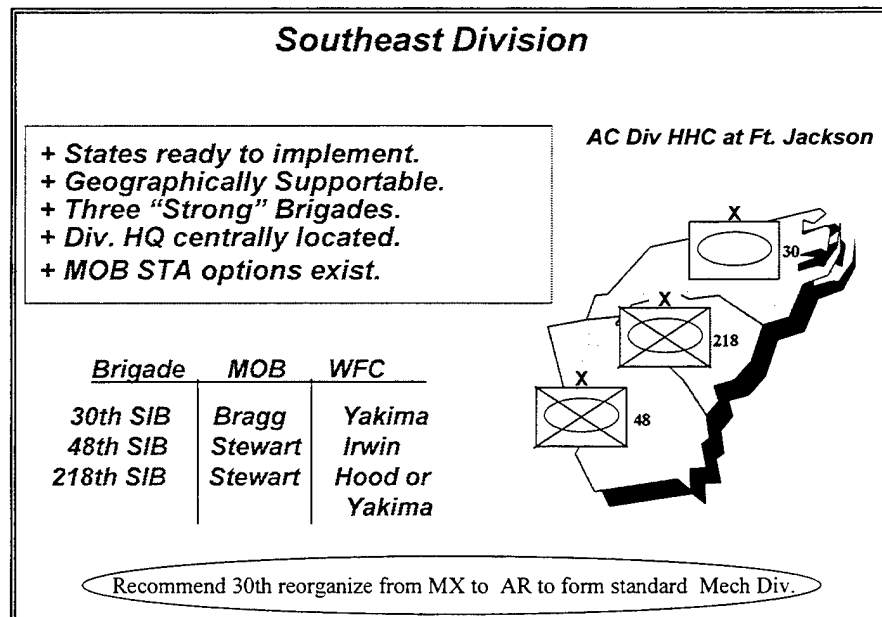 Southeast Division
+ States ready to implement.
+ Geographically Supportable.
+ Three “Strong” Brigades.
+ Div. HQ centrally located.
+ MOB STA options exist.
AC Div HHC at Ft. Jackson
X
30
X
218
X
48
Brigade MOB WFC
30th SIB Bragg Yakima
48th SIB Stewart Irwin
218th SIB Stewart Hood or
Yakima
Recommend 30th reorganize from MX to AR to form standard Mech Div.